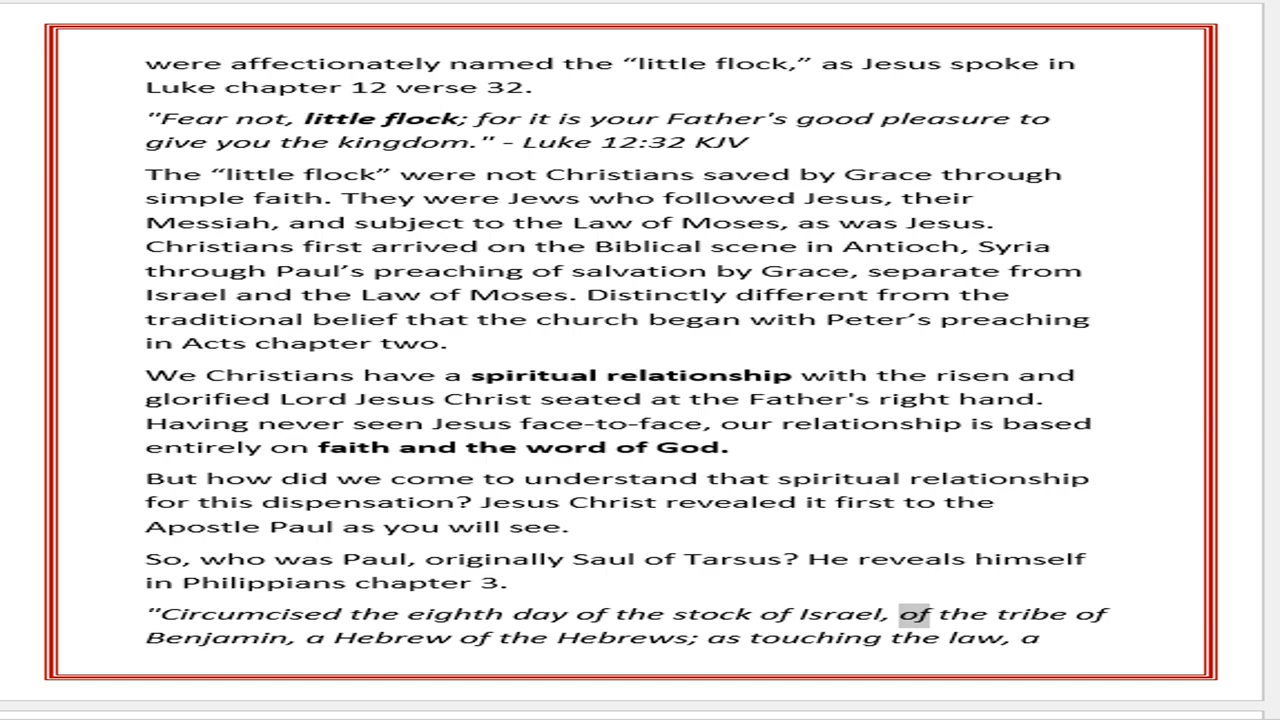 were affectionately named the “little flock,” as Jesus spoke in
Luke chapter 12 verse 32.
"Fear not, little flock; for it is your Father's good pleasure to
give you the kingdom." - Luke 12:32 KJV
The “little flock” were not Christians saved by Grace through
simple faith. They were Jews who followed Jesus, their
Messiah, and subject to the Law of Moses, as was Jesus.
Christians first arrived on the Biblical scene in Antioch, Syria
through Paul’s preaching of salvation by Grace, separate from
Israel and the Law of Moses. Distinctly different from the
traditional belief that the church began with Peter’s preaching
in Acts chapter two.
We Christians have a spiritual relationship with the risen and
glorified Lord Jesus Christ seated at the Father's right hand.
Having never seen Jesus face-to-face, our relationship is based
entirely on faith and the word of God.
But how did we come to understand that spiritual relationship
for this dispensation? Jesus Christ revealed it first to the
Apostle Paul as you will see.
So, who was Paul, originally Saul of Tarsus? He reveals himself
in Philippians chapter 3.
"Circumcised the eighth day of the stock of Israel, of the tribe of
Benjamin, a Hebrew of the Hebrews; as touching the law, a